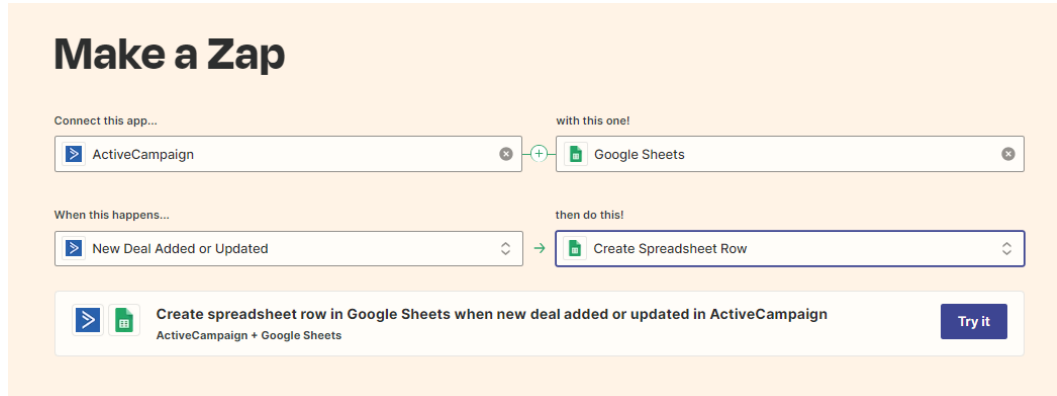 Make a Zap
Connect this app...
with this one!
ActiveCampaign
Google Sheets
When this happens...
then do this!
New Deal Added or Updated
Create Spreadsheet Row
Create spreadsheet row in Google Sheets when new deal added or updated in ActiveCampaign
ActiveCampaign + Google Sheets
Try it